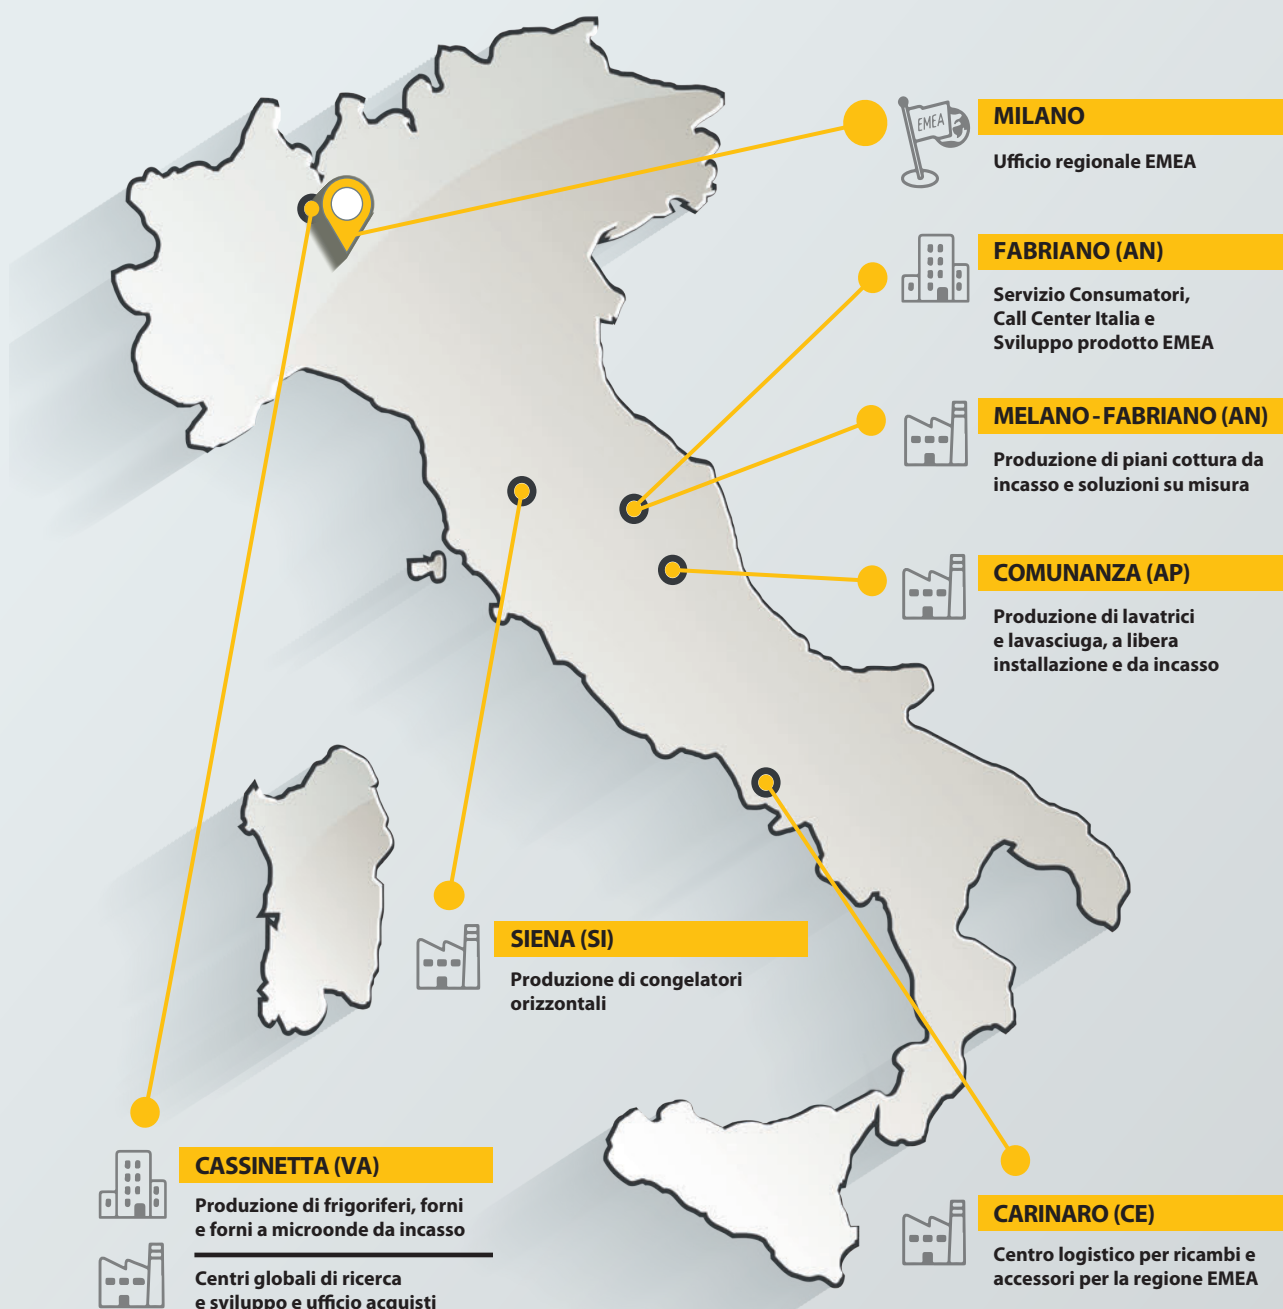 EMEA
MILANO
Ufficio regionale EMEA
FABRIANO (AN)
Servizio Consumatori,
Call Center Italia e
Sviluppo prodotto EMEA
MELANO - FABRIANO (AN)
Produzione di piani cottura da
incasso e soluzioni su misura
COMUNANZA (AP)
Produzione di lavatrici
e lavasciuga, a libera
installazione e da incasso
SIENA (SI)
Produzione di congelatori
orizzontali
CASSINETTA (VA)
Produzione di frigoriferi, forni
e forni a microonde da incasso
Centri globali di ricerca
e sviluppo e ufficio acquisti
CARINARO (CE)
Centro logistico per ricambi e
accessori per la regione EMEA